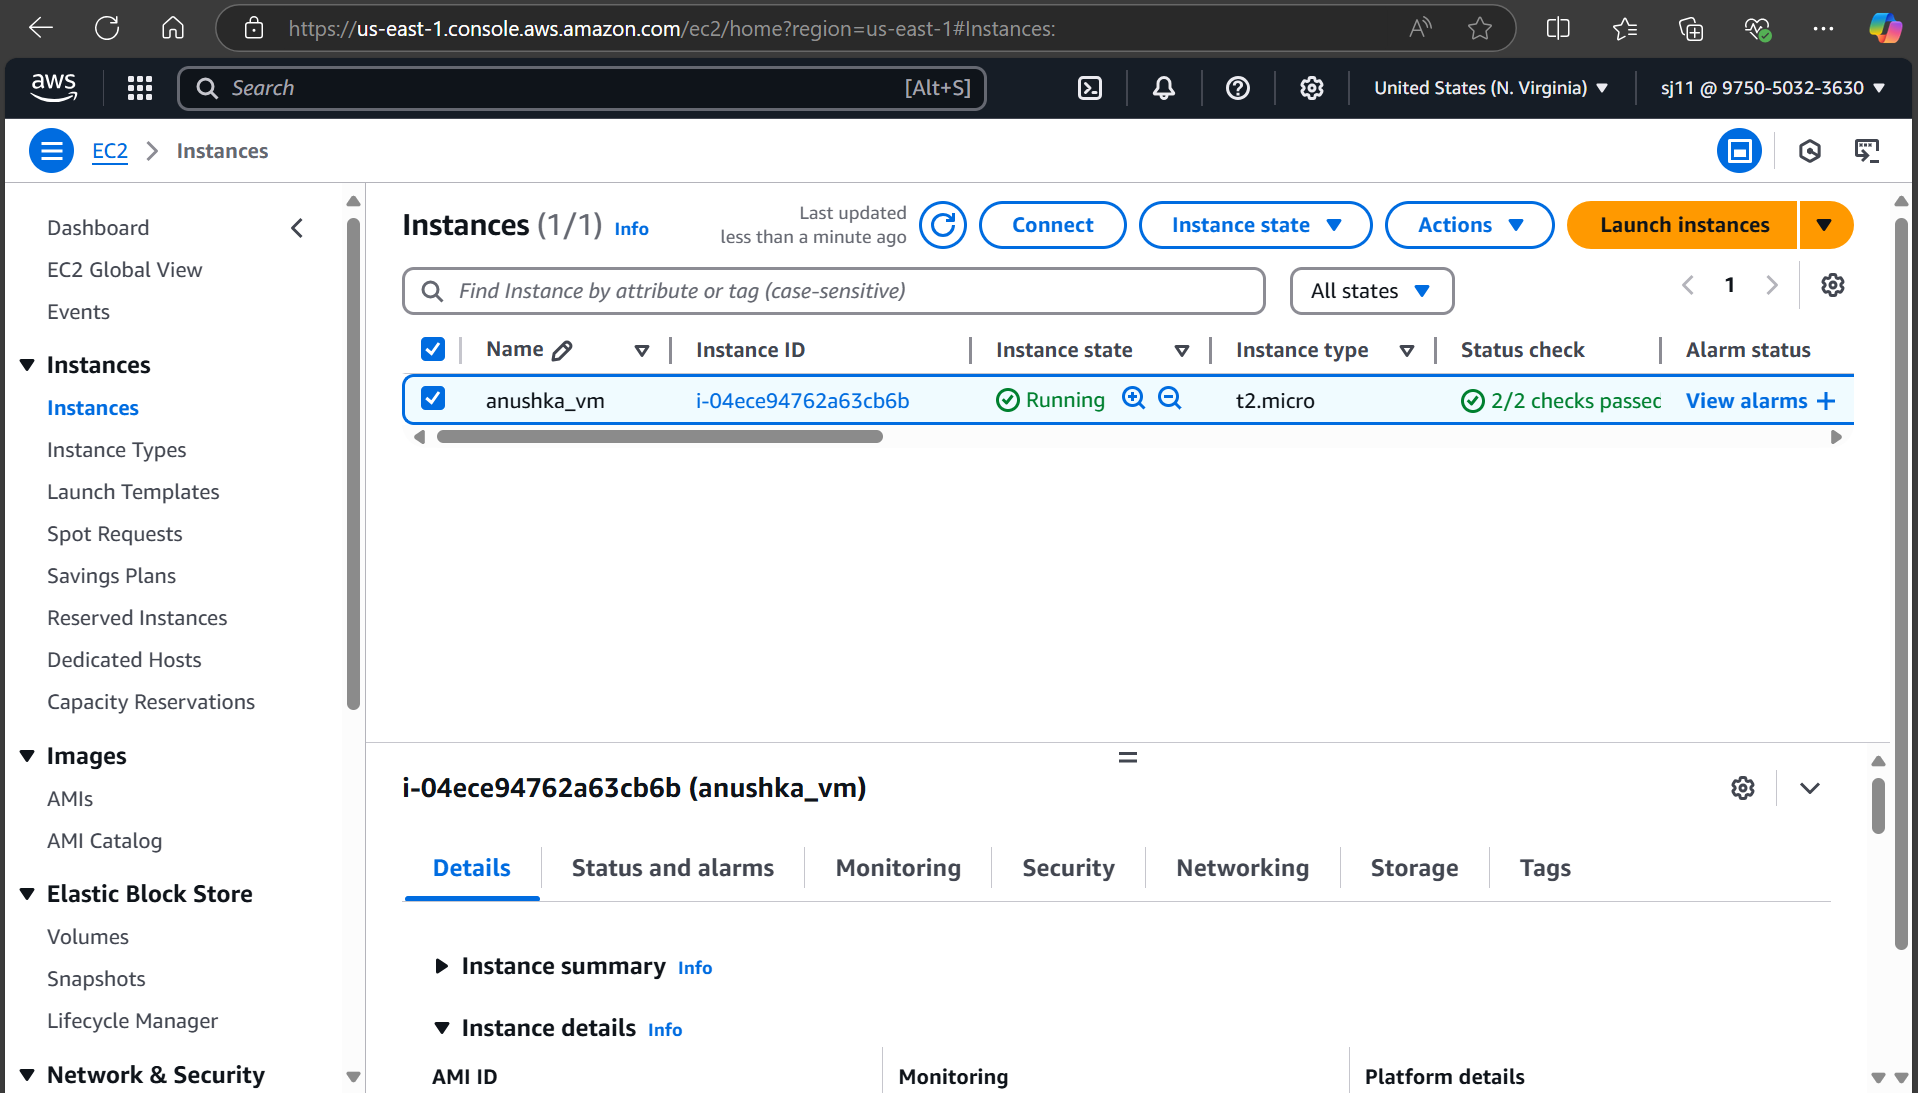 https://us-east-1.console.aws.amazon.com/ec2/home?region=us-east-1#Instances:
aws
Search [Alt+S]
United States (N. Virginia)
sj11 @ 9750-5032-3630
EC2 > Instances
Dashboard
EC2 Global View
Events
Instances
Instances
Instance Types
Launch Templates
Spot Requests
Savings Plans
Reserved Instances
Dedicated Hosts
Capacity Reservations
Images
AMIs
AMI Catalog
Elastic Block Store
Volumes
Snapshots
Lifecycle Manager
Network & Security
Instances (1/1) Info
Last updated
less than a minute ago
Connect
Instance state
Actions
Launch instances
Find Instance by attribute or tag (case-sensitive)
All states
1
Name Instance ID Instance state Instance type Status check Alarm status
anushka_vm i-04ece94762a63cb6b Running t2.micro 2/2 checks passed View alarms +
i-04ece94762a63cb6b (anushka_vm)
Details Status and alarms Monitoring Security Networking Storage Tags
Instance summary Info
Instance details Info
AMI ID Monitoring Platform details